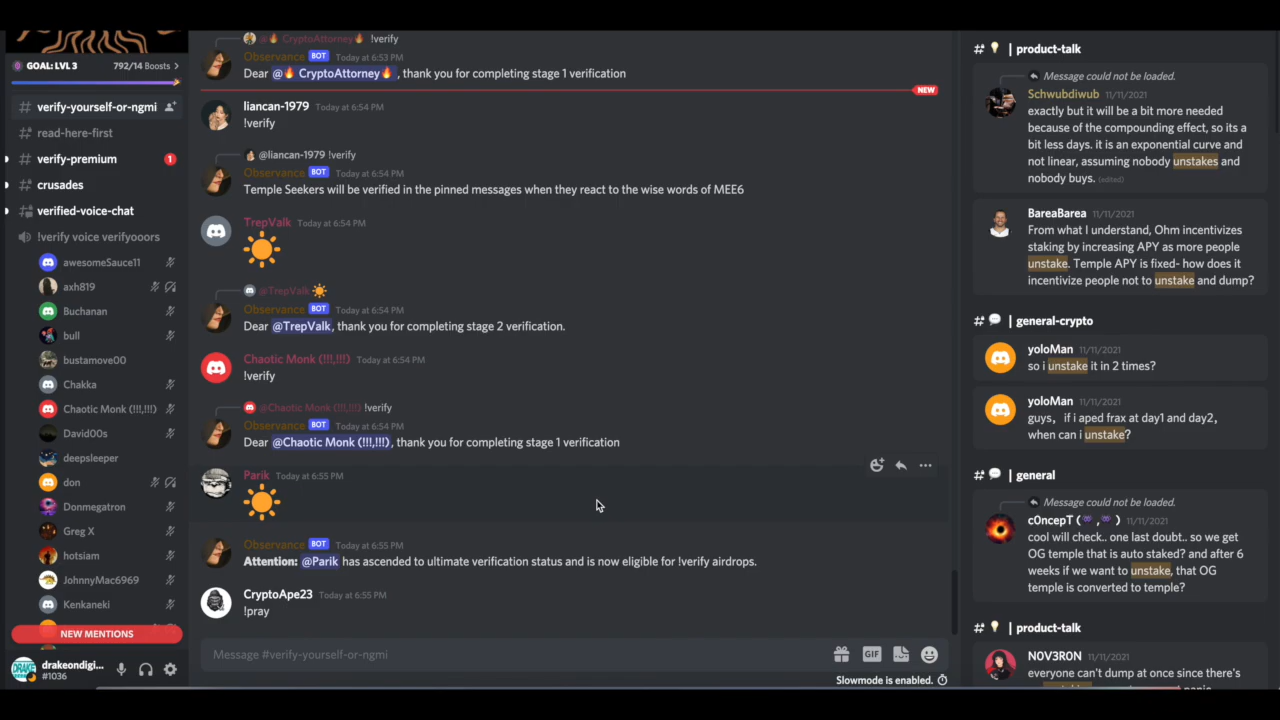 GOAL: LVL 3 792/14 Boosts >
verify-yourself-or-ngmi
read-here-first
verify-premium 1
crusades
verified-voice-chat
!verify voice verifyooors
awesomeSauce11
axh819
Buchanan
bull
bustamove00
Chakka
Chaotic Monk (!!!,!!!)
David00s
deepsleeper
don
Donmegatron
Greg X
hotsiam
JohnnyMac6969
Kenkaneki
NEW MENTIONS
drakeondigi...
#1036
@🔥 CryptoAttorney🔥 !verify
Observance BOT Today at 6:53 PM
Dear @🔥 CryptoAttorney🔥, thank you for completing stage 1 verification
NEW
liancan-1979 Today at 6:54 PM
!verify
@liancan-1979 !verify
Observance BOT Today at 6:54 PM
Temple Seekers will be verified in the pinned messages when they react to the wise words of MEE6
TrepValk Today at 6:54 PM
@TrepValk
Observance BOT Today at 6:54 PM
Dear @TrepValk, thank you for completing stage 2 verification.
Chaotic Monk (!!!,!!!) Today at 6:54 PM
!verify
@Chaotic Monk (!!!,!!!) !verify
Observance BOT Today at 6:54 PM
Dear @Chaotic Monk (!!!,!!!), thank you for completing stage 1 verification
Parik Today at 6:55 PM
Observance BOT Today at 6:55 PM
Attention: @Parik has ascended to ultimate verification status and is now eligible for !verify airdrops.
CryptoApe23 Today at 6:55 PM
!pray
Message #verify-yourself-or-ngmi
GIF
Slowmode is enabled.
# 💡 | product-talk
Message could not be loaded.
Schwubdiwub 11/11/2021
exactly but it will be a bit more needed
because of the compounding effect, so its a
bit less days. it is an exponential curve and
not linear, assuming nobody unstakes and
nobody buys. (edited)
BareaBarea 11/11/2021
From what I understand, Ohm incentivizes
staking by increasing APY as more people
unstake. Temple APY is fixed- how does it
incentivize people not to unstake and dump?
# 💬 | general-crypto
yoloMan 11/11/2021
so i unstake it in 2 times?
yoloMan 11/11/2021
guys, if i aped frax at day1 and day2,
when can i unstake?
# 💬 | general
Message could not be loaded.
c0ncepT (👾,👾) 11/11/2021
cool will check.. one last doubt.. so we get
OG temple that is auto staked? and after 6
weeks if we want to unstake, that OG
temple is converted to temple?
# 💡 | product-talk
N0V3R0N 11/11/2021
everyone can't dump at once since there's